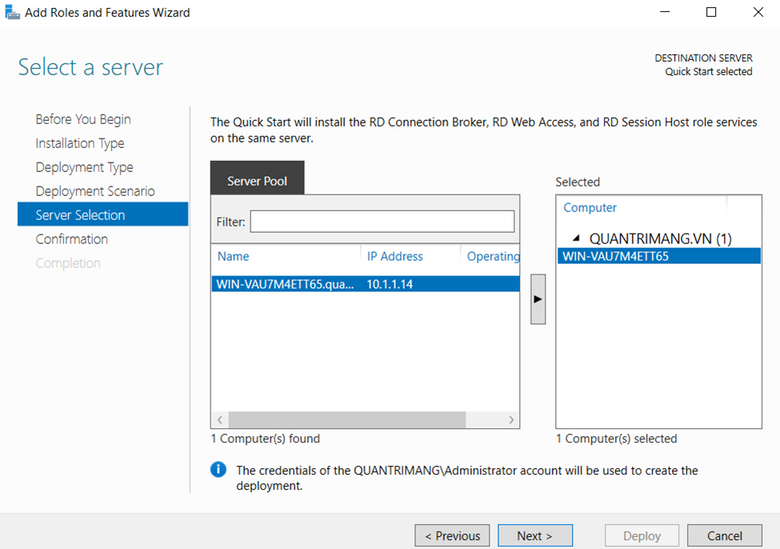 Add Roles and Features Wizard
Select a server
DESTINATION SERVER
Quick Start selected
Before You Begin
Installation Type
Deployment Type
Deployment Scenario
Server Selection
Confirmation
Completion
The Quick Start will install the RD Connection Broker, RD Web Access, and RD Session Host role services
on the same server.
Server Pool
Filter:
Name IP Address Operating
WIN-VAU7M4ETT65.qua... 10.1.1.14
1 Computer(s) found
Selected
Computer
QUANTRIMANG.VN (1)
WIN-VAU7M4ETT65
1 Computer(s) selected
The credentials of the QUANTRIMANG\Administrator account will be used to create the
deployment.
< Previous
Next >
Deploy
Cancel